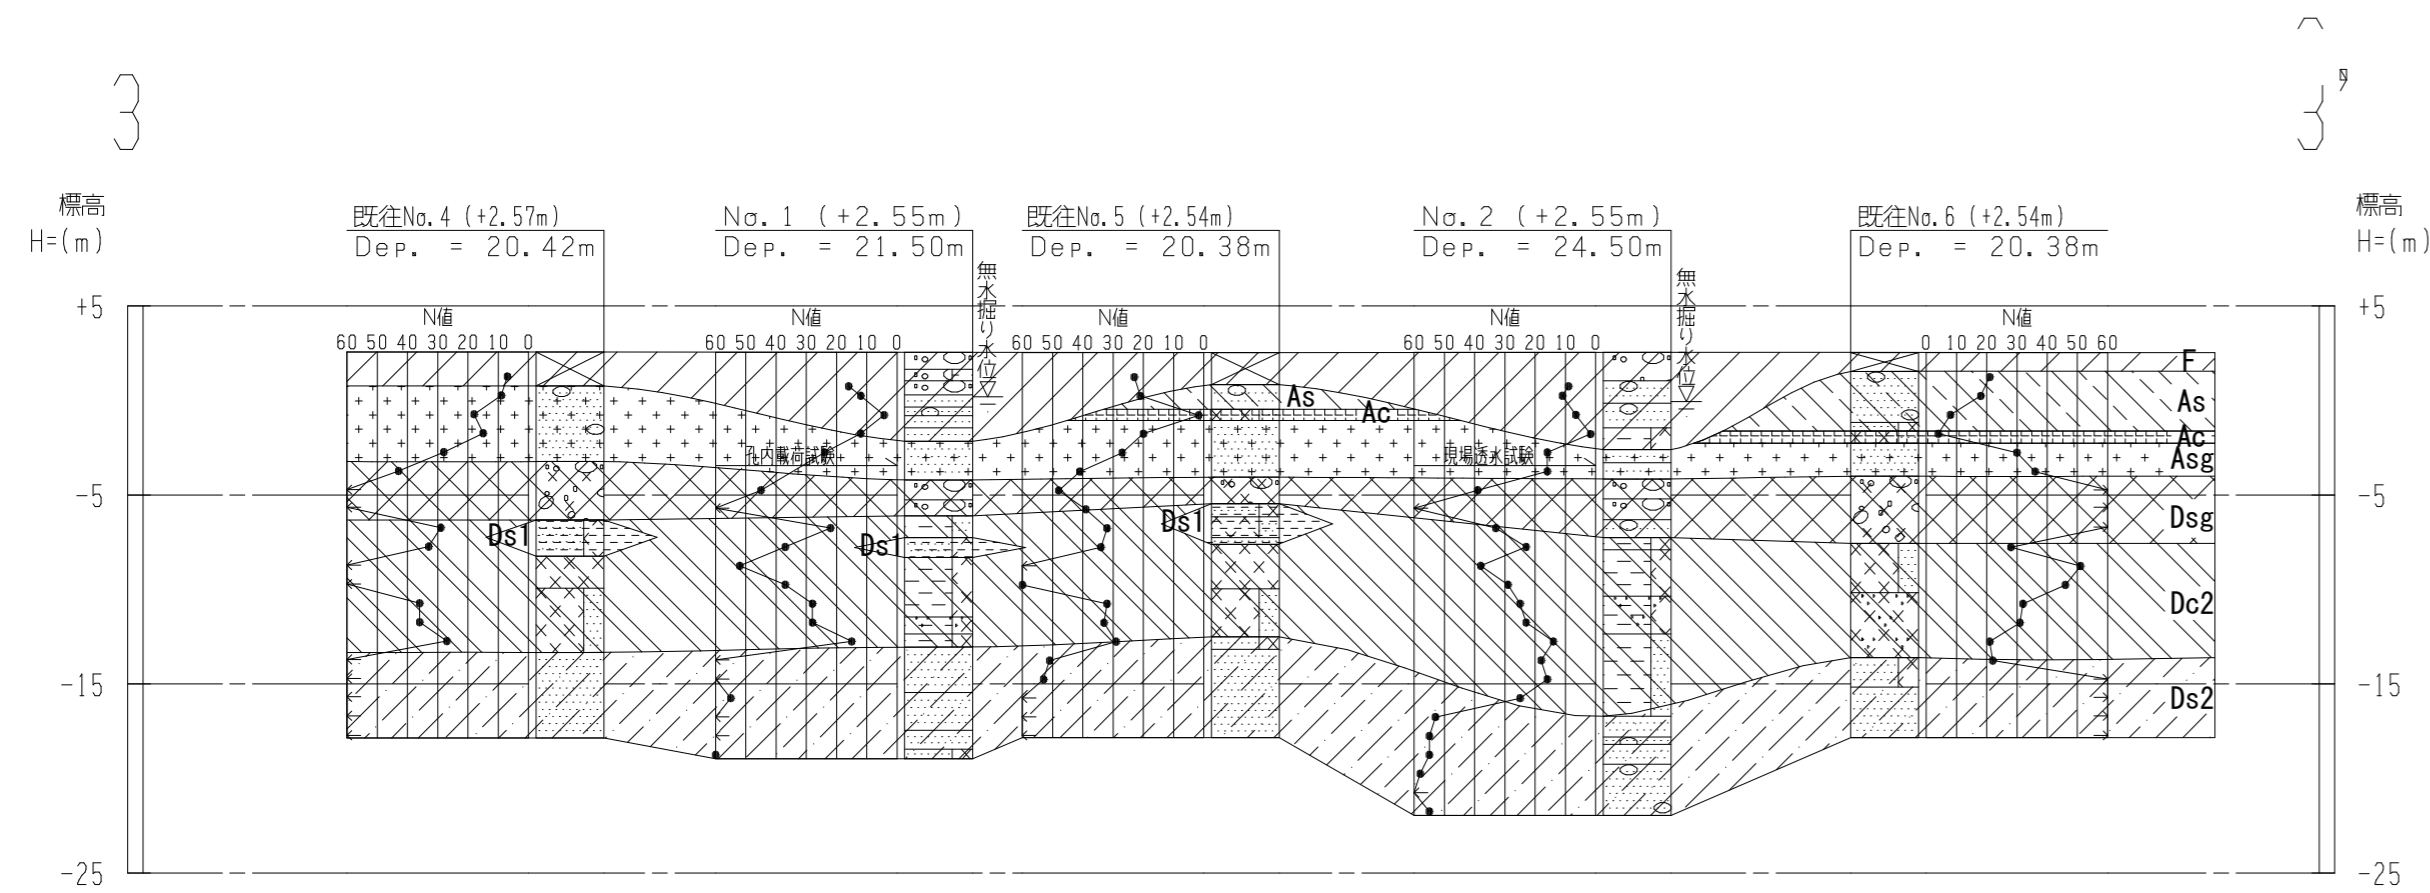 3
3'
標高
H=(m)
標高
H=(m)
既往No.4 (+2.57m)
Dep. = 20.42m
No.1 (+2.55m)
Dep. = 21.50m
既往No.5 (+2.54m)
Dep. = 20.38m
No.2 (+2.55m)
Dep. = 24.50m
既往No.6 (+2.54m)
Dep. = 20.38m
無水掘り水位
無水掘り水位
+5
+5
N値
N値
N値
N値
N値
60 50 40 30 20 10 0
60 50 40 30 20 10 0
60 50 40 30 20 10 0
60 50 40 30 20 10 0
0 10 20 30 40 50 60
F
As
As
Ac
Ac
Asg
孔内載荷試験
現場透水試験
-5
-5
Ds1
Ds1
Ds1
Dsg
Dc2
-15
-15
Ds2
-25
-25